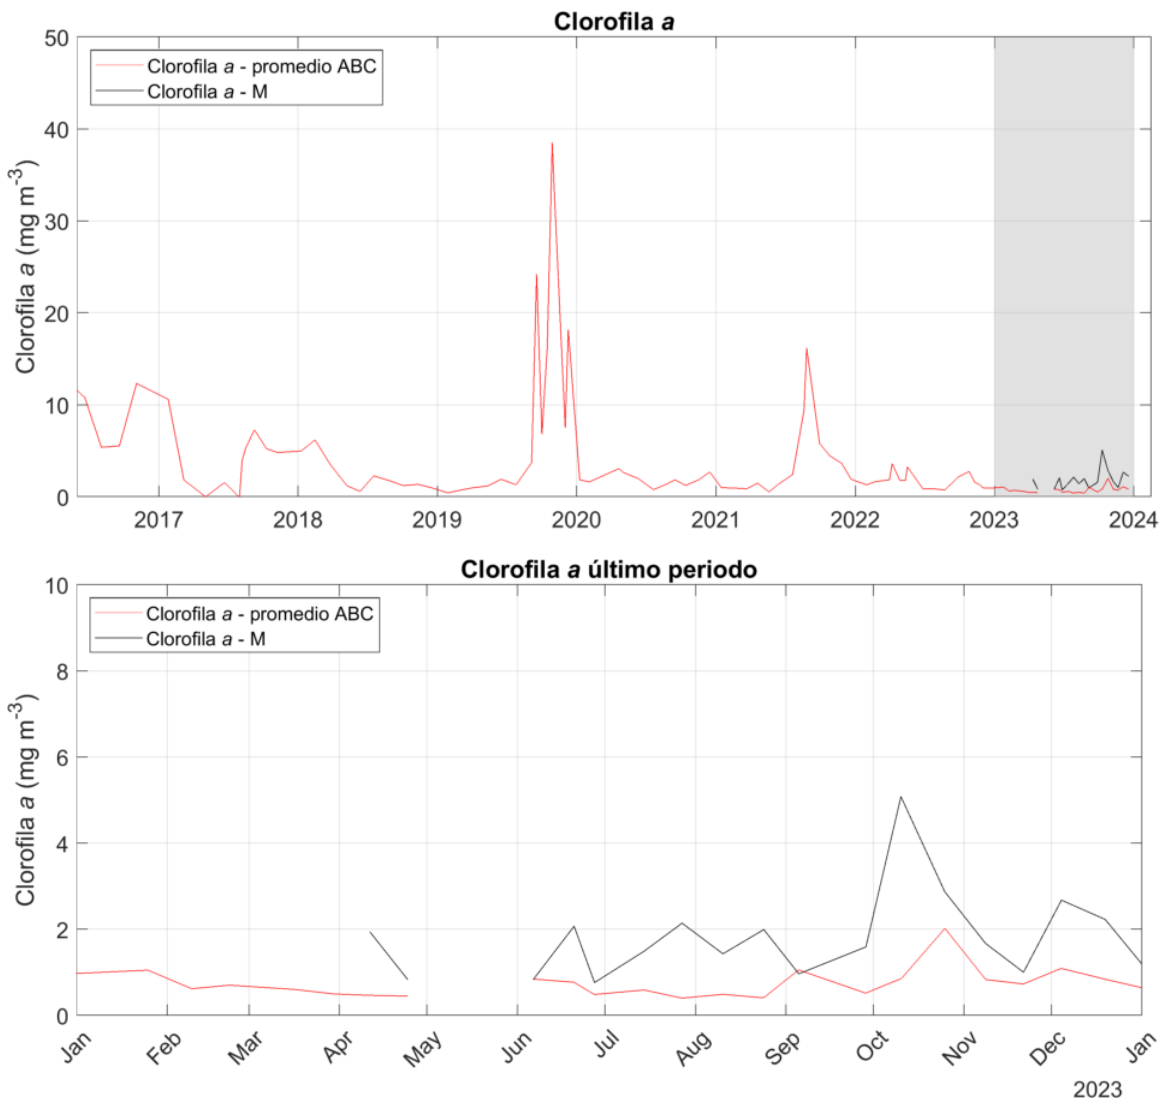 Clorofila a
50
40
30
20
10
0
Clorofila a (mg m-3)
Clorofila a - promedio ABC
Clorofila a - M
2017 2018 2019 2020 2021 2022 2023 2024
Clorofila a último periodo
10
8
6
4
2
0
Clorofila a (mg m-3)
Clorofila a - promedio ABC
Clorofila a - M
Jan Feb Mar Apr May Jun Jul Aug Sep Oct Nov Dec Jan
2023